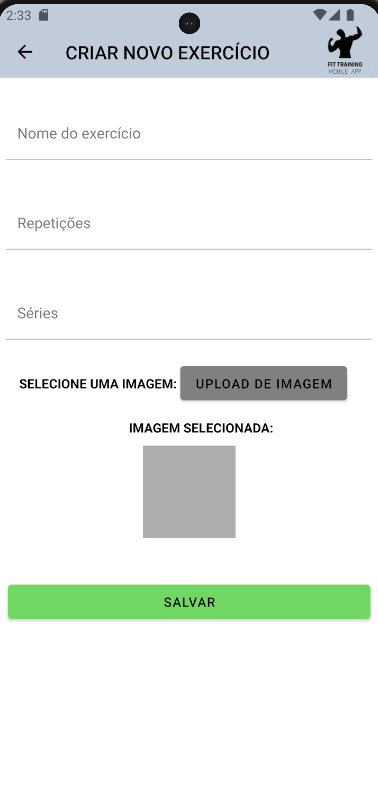 2:33
CRIAR NOVO EXERCÍCIO
FIT TRAINING
MOBILE APP
Nome do exercício
Repetições
Séries
SELECIONE UMA IMAGEM: UPLOAD DE IMAGEM
IMAGEM SELECIONADA:
SALVAR